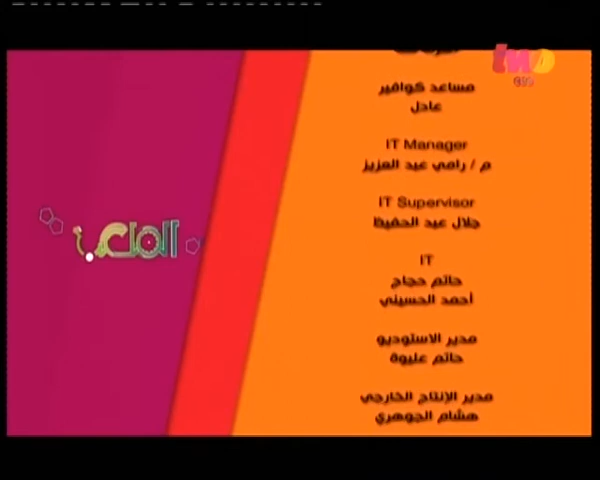 مساعد كوافير
عادل
IT Manager
م / رامي عبد العزيز
IT Supervisor
جلال عبد الحفيظ
IT
حاتم حجاج
أحمد الحسيني
مدير الاستوديو
حاتم عليوة
مدير الإنتاج الخارجي
هشام الجوهري
الملعب